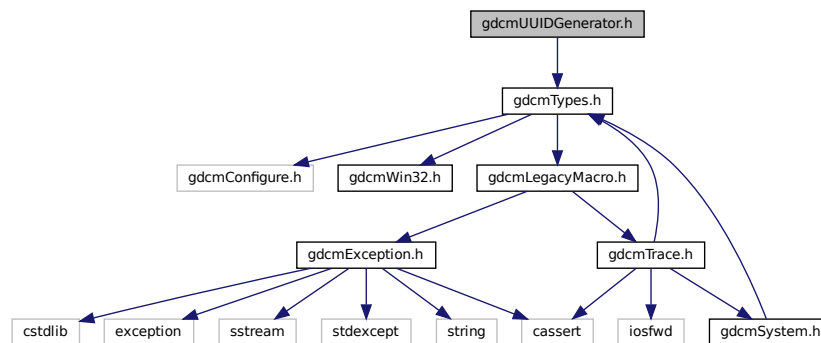 gdcmUUIDGenerator.h
gdcmTypes.h
gdcmConfigure.h
gdcmWin32.h
gdcmLegacyMacro.h
gdcmException.h
gdcmTrace.h
cstdlib
exception
sstream
stdexcept
string
cassert
iosfwd
gdcmSystem.h